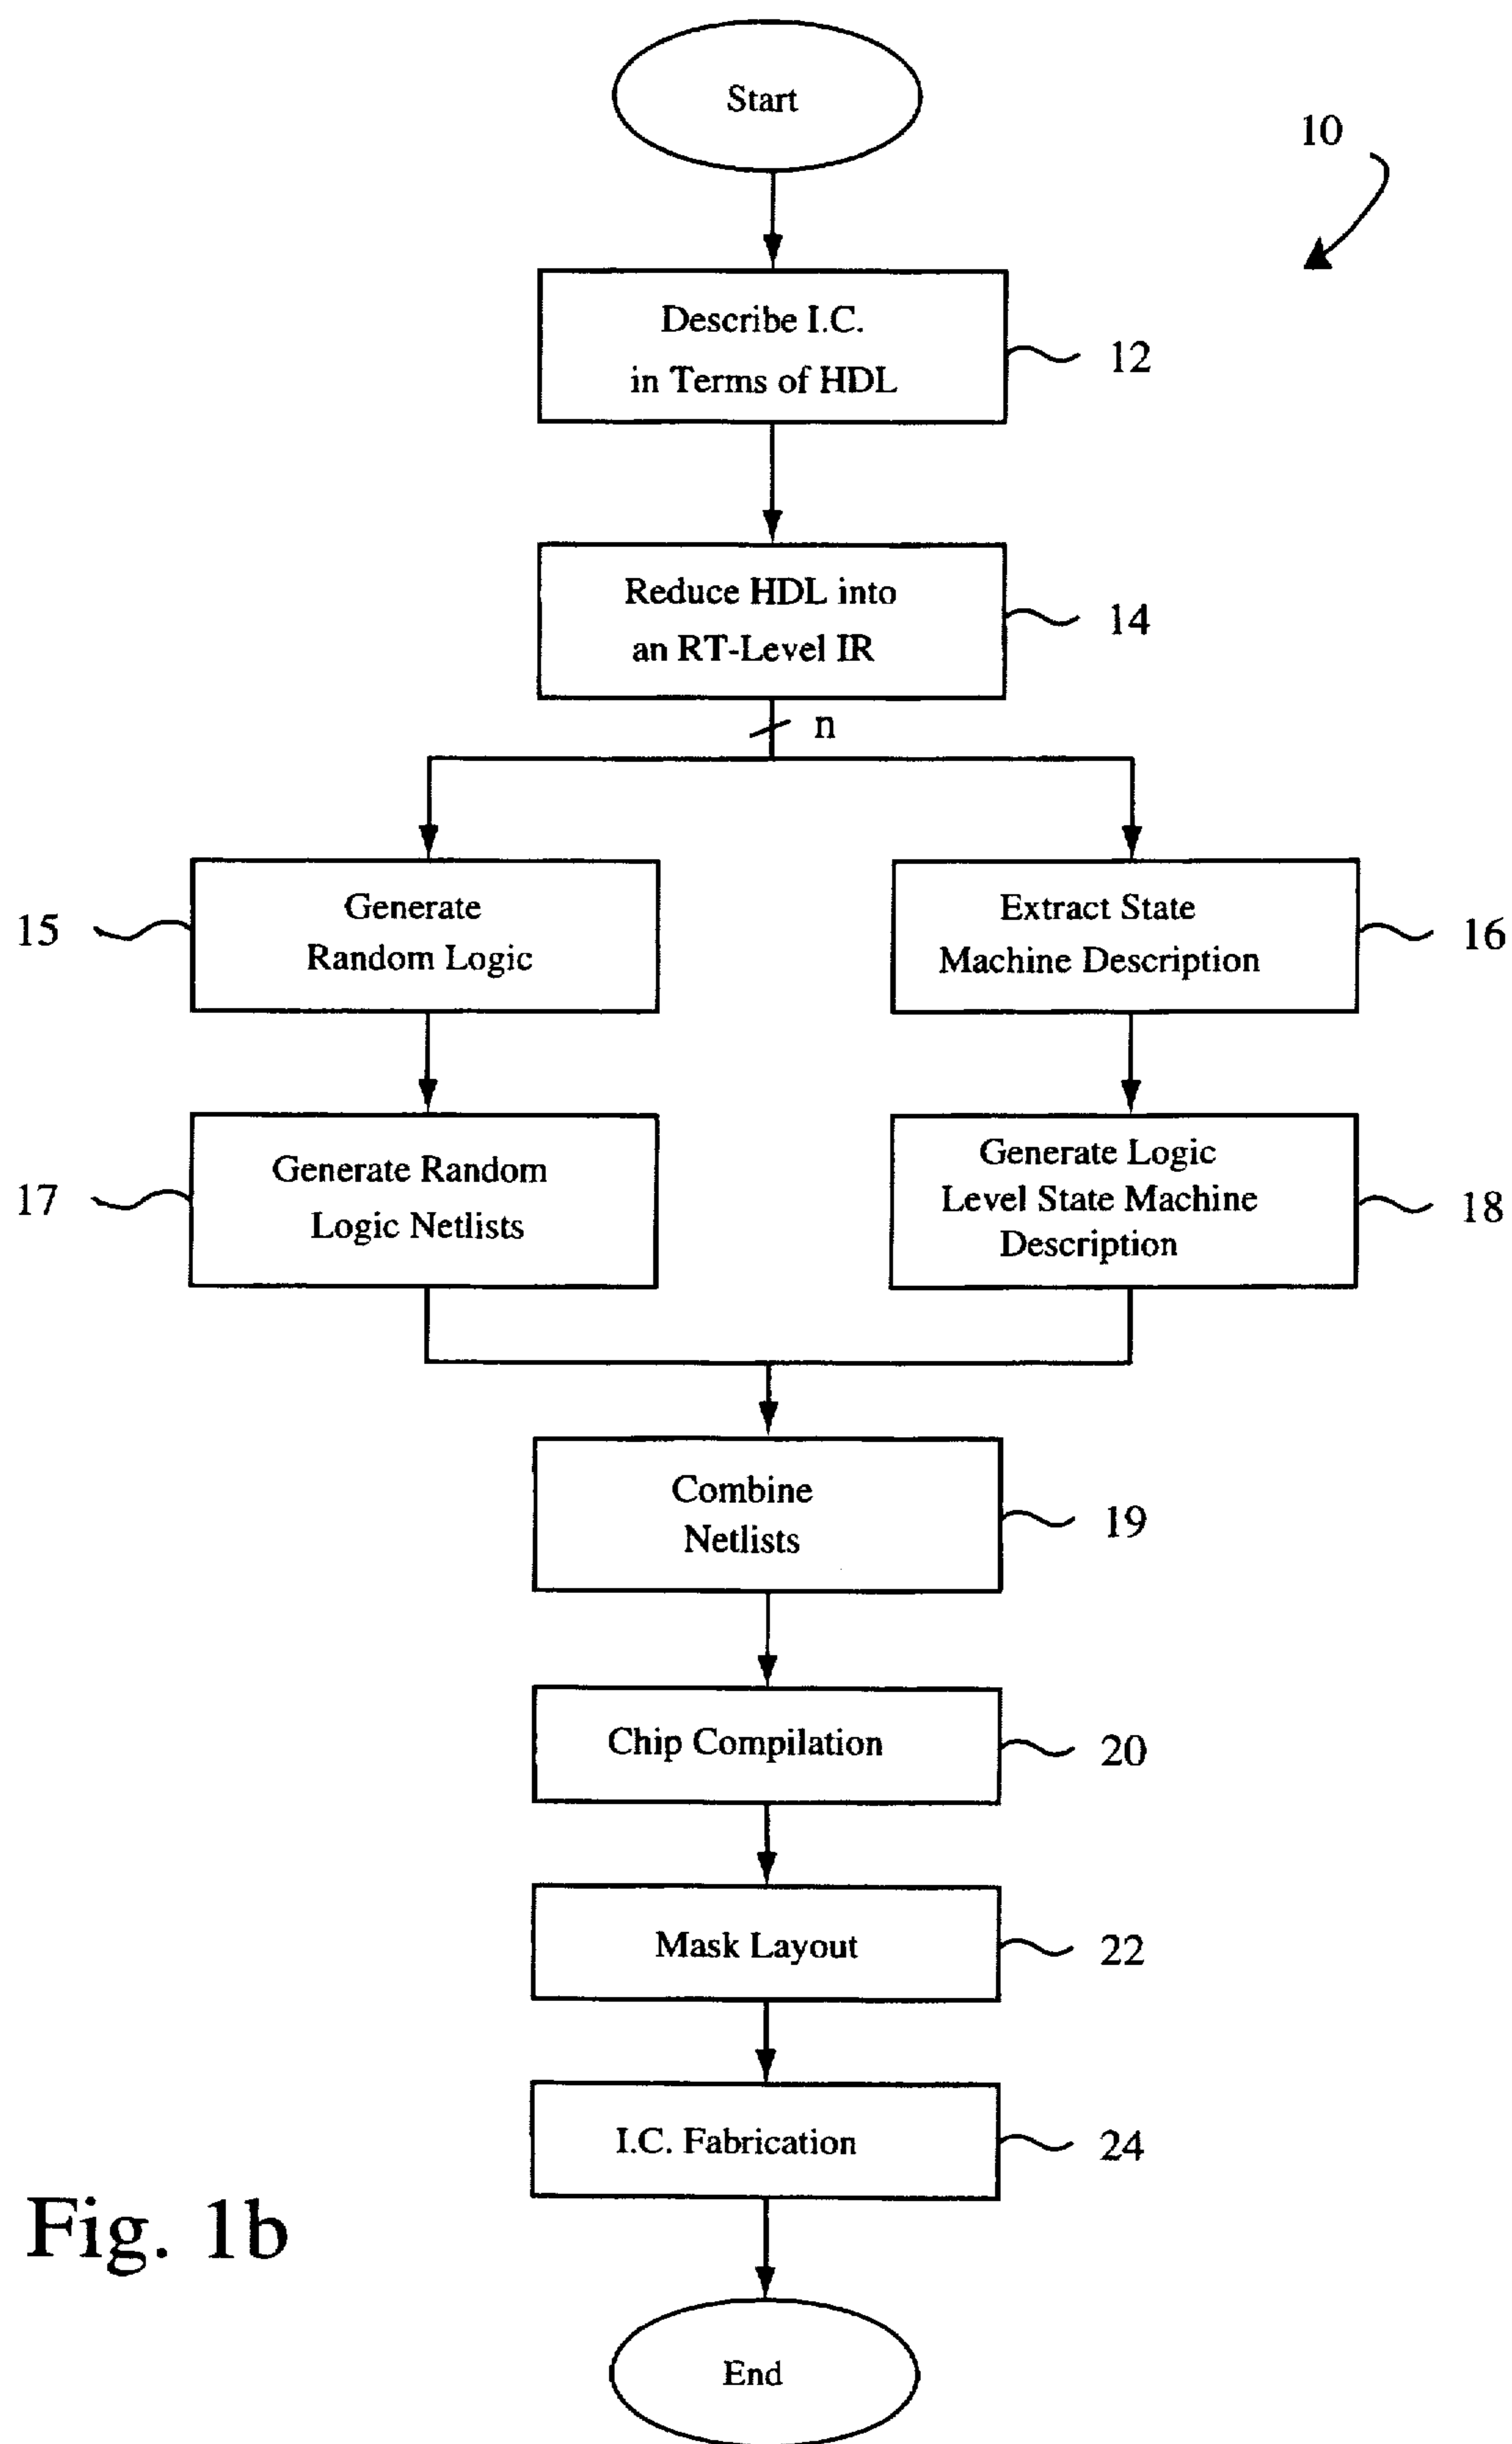 Start
10
Describe I.C.
in Terms of HDL
12
Reduce HDL into
an RT-Level IR
14
n
15
Generate
Random Logic
Extract State
Machine Description
16
17
Generate Random
Logic Netlists
Generate Logic
Level State Machine
Description
18
Combine
Netlists
19
Chip Compilation
20
Mask Layout
22
I.C. Fabrication
24
Fig. 1b
End